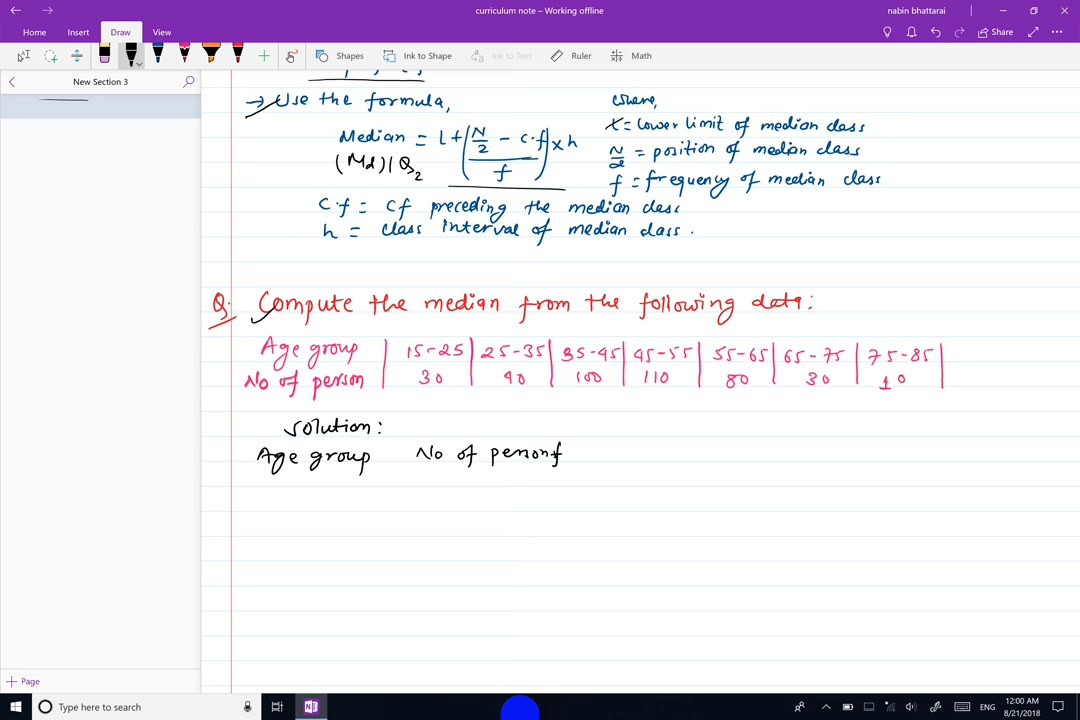 curriculum note – Working offline
nabin bhattarai
Home Insert Draw View
Share
Shapes Ink to Shape Ink to Text Ruler Math
New Section 3
→ Use the formula,
Median = l + (N/2 - c.f / f) × h
(Md) | Q2
c.f = cf preceding the median class
h = class interval of median class .
where,
l = lower limit of median class
N/2 = position of median class
f = frequency of median class
Q. Compute the median from the following data:
Age group | 15-25 | 25-35 | 35-45 | 45-55 | 55-65 | 65-75 | 75-85 |
No of person | 30 | 40 | 100 | 110 | 80 | 30 | 10 |
Solution:
Age group No of person f
+ Page
Type here to search
ENG
12:00 AM
8/21/2018